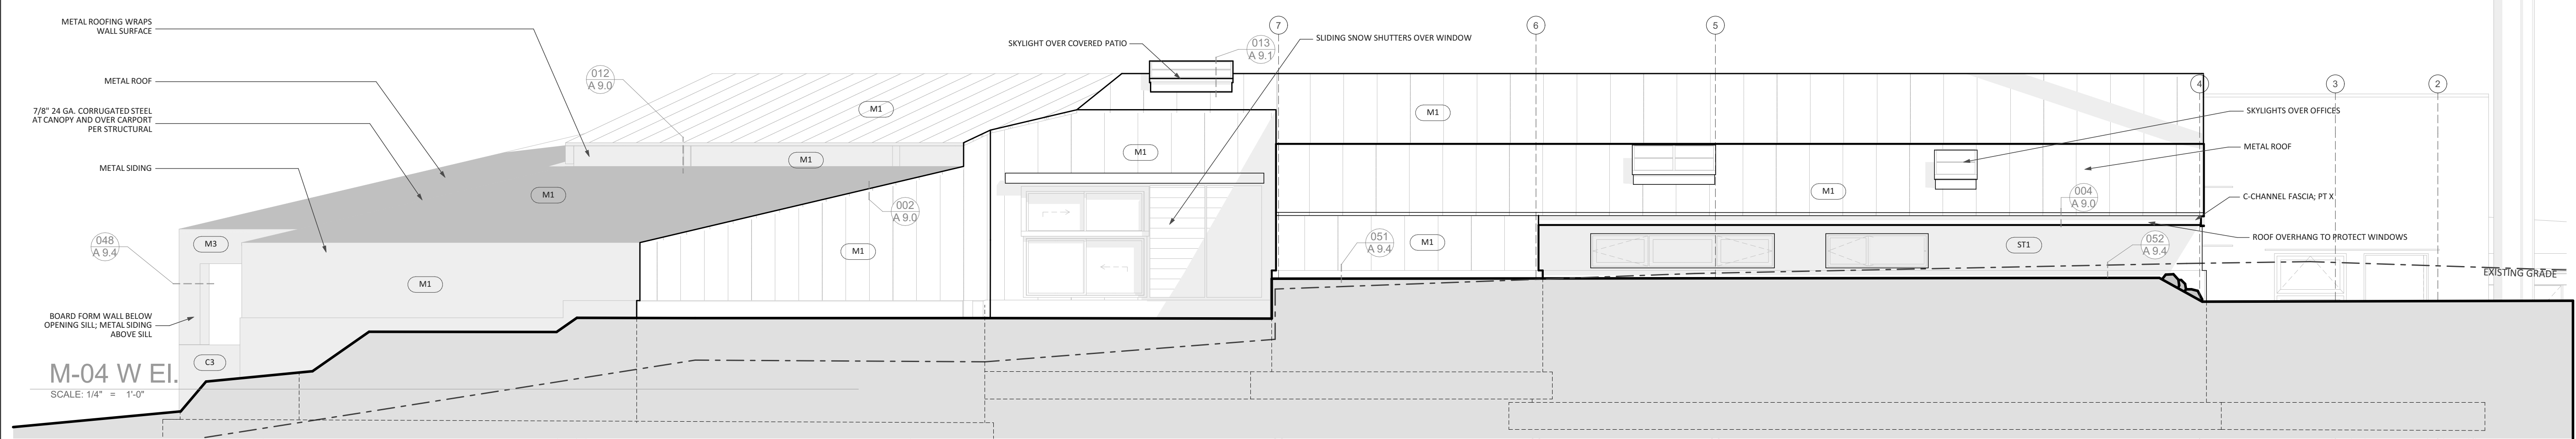 METAL ROOFING WRAPS
WALL SURFACE
METAL ROOF
7/8" 24 GA. CORRUGATED STEEL
AT CANOPY AND OVER CARPORT
PER STRUCTURAL
METAL SIDING
048
A 9.4
BOARD FORM WALL BELOW
OPENING SILL; METAL SIDING
ABOVE SILL
M3
C3
M1
M1
012
A 9.0
M1
M1
002
A 9.0
M1
SKYLIGHT OVER COVERED PATIO
013
A 9.1
M1
SLIDING SNOW SHUTTERS OVER WINDOW
7
6
5
4
3
2
M1
M1
051
A 9.4
M1
004
A 9.0
ST1
052
A 9.4
SKYLIGHTS OVER OFFICES
METAL ROOF
C-CHANNEL FASCIA; PT X
ROOF OVERHANG TO PROTECT WINDOWS
EXISTING GRADE
M-04 W El.
SCALE: 1/4" = 1'-0"